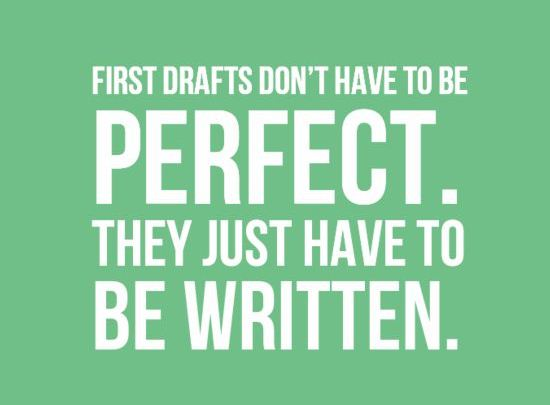 FIRST DRAFTS DON'T HAVE TO BE
PERFECT.
THEY JUST HAVE TO
BE WRITTEN.